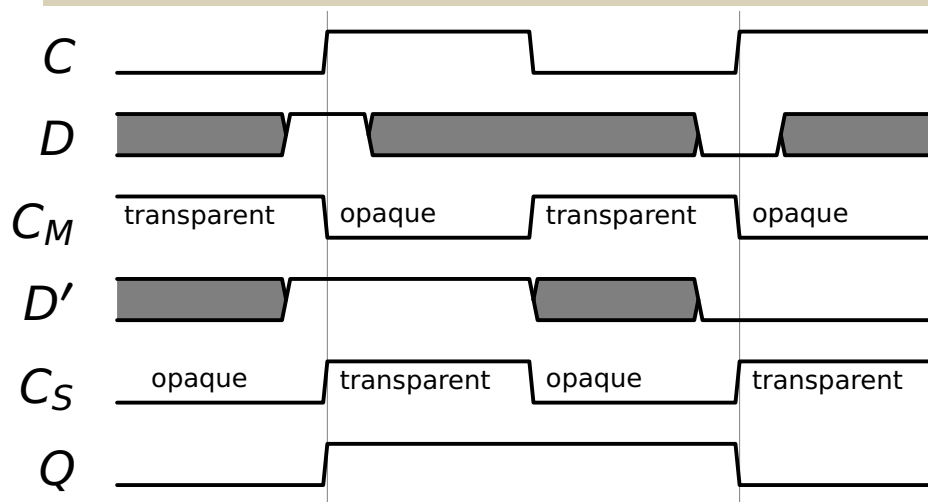 C
D
C_M transparent opaque transparent opaque
D′
C_S opaque transparent opaque transparent
Q